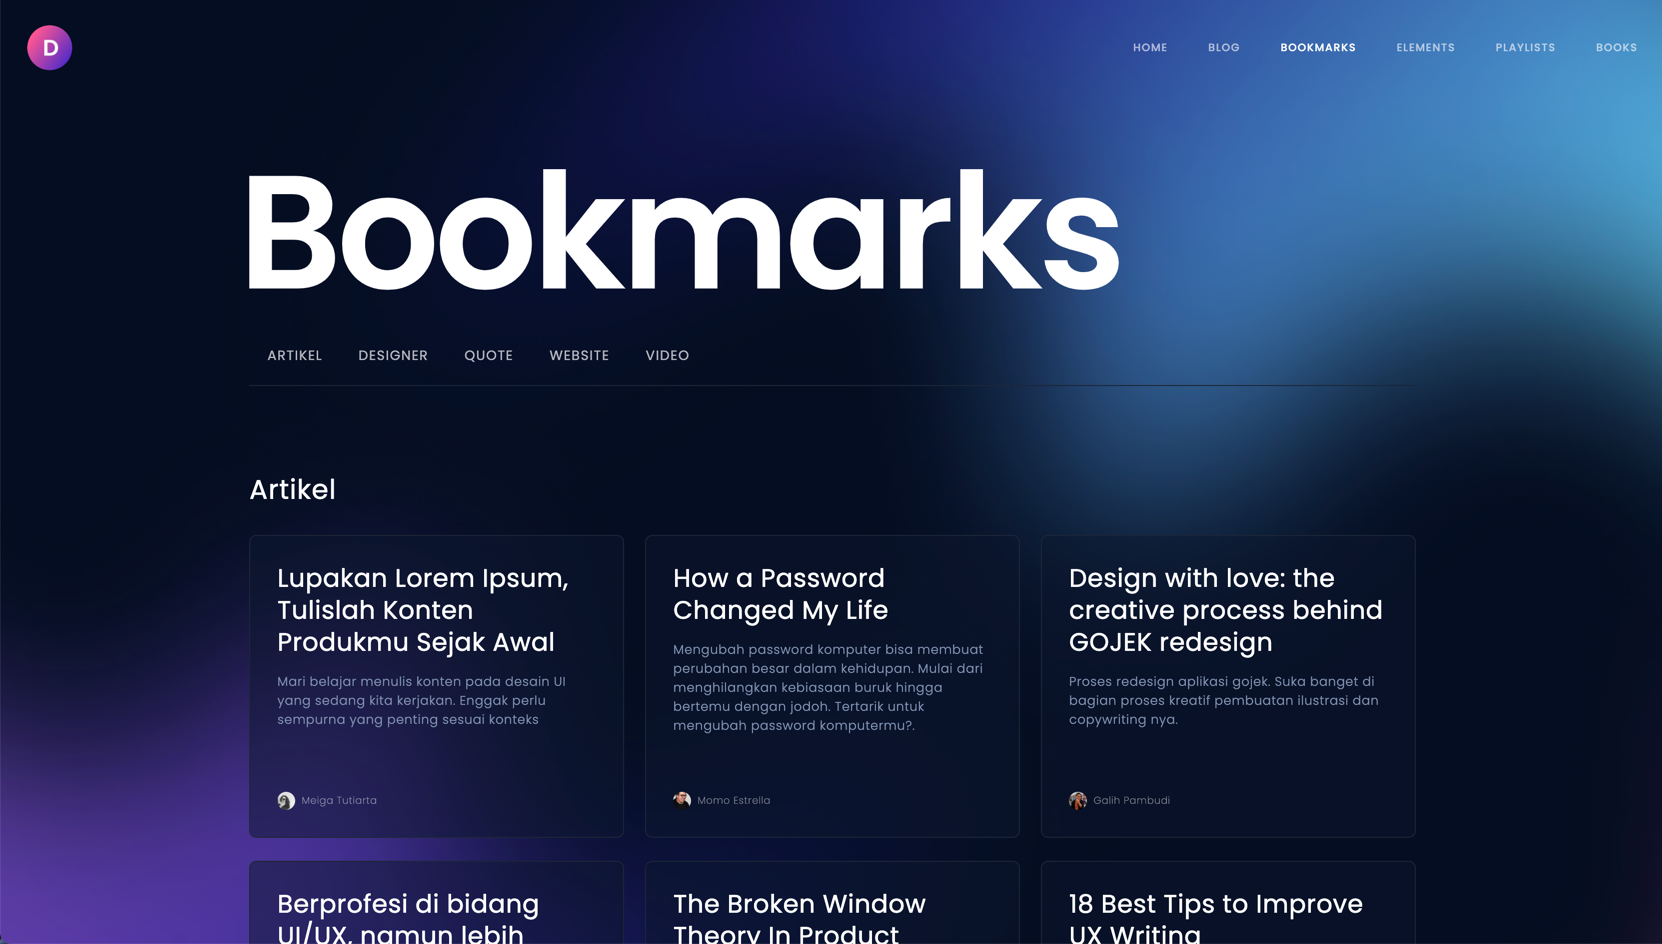 D
HOME BLOG BOOKMARKS ELEMENTS PLAYLISTS BOOKS
Bookmarks
ARTIKEL DESIGNER QUOTE WEBSITE VIDEO
Artikel
Lupakan Lorem Ipsum,
Tulislah Konten
Produkmu Sejak Awal
Mari belajar menulis konten pada desain UI
yang sedang kita kerjakan. Enggak perlu
sempurna yang penting sesuai konteks
Meiga Tutiarta
How a Password
Changed My Life
Mengubah password komputer bisa membuat
perubahan besar dalam kehidupan. Mulai dari
menghilangkan kebiasaan buruk hingga
bertemu dengan jodoh. Tertarik untuk
mengubah password komputermu?.
Momo Estrella
Design with love: the
creative process behind
GOJEK redesign
Proses redesign aplikasi gojek. Suka banget di
bagian proses kreatif pembuatan ilustrasi dan
copywriting nya.
Galih Pambudi
Berprofesi di bidang
UI/UX, namun lebih
The Broken Window
Theory In Product
18 Best Tips to Improve
UX Writing